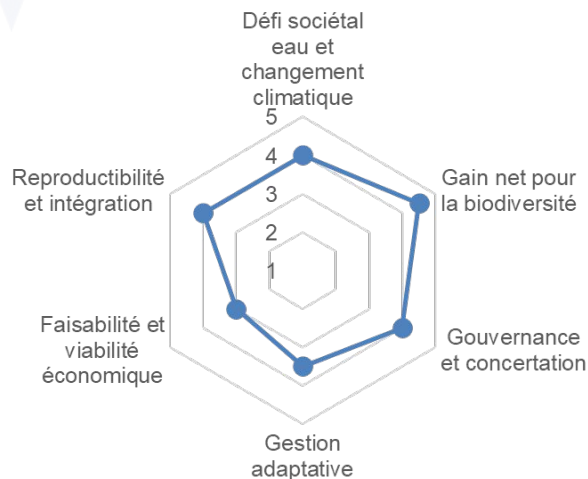 Défi sociétal
eau et
changement
climatique
5
4
3
2
1
Gain net pour
la biodiversité
Gouvernance
et concertation
Gestion
adaptative
Faisabilité et
viabilité
économique
Reproductibilité
et intégration